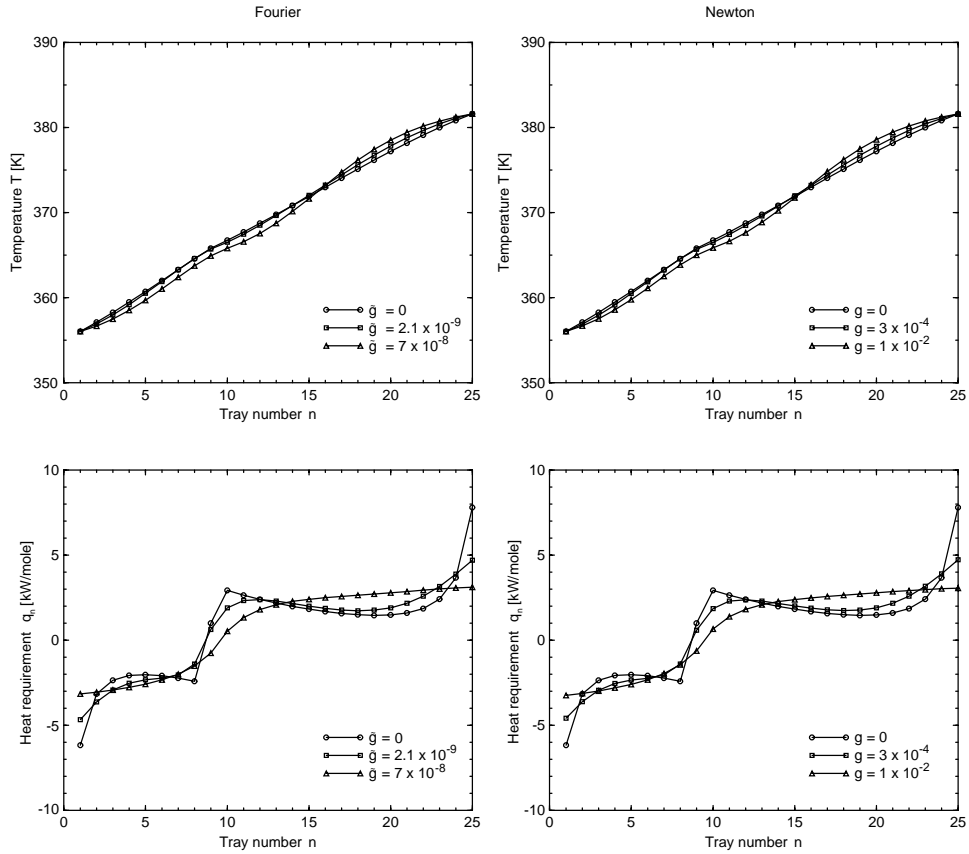 Fourier
Newton
390
380
370
360
350
Temperature T [K]
0 5 10 15 20 25
Tray number n
g̃ = 0
g̃ = 2.1 x 10⁻⁹
g̃ = 7 x 10⁻⁸
390
380
370
360
350
Temperature T [K]
0 5 10 15 20 25
Tray number n
g = 0
g = 3 x 10⁻⁴
g = 1 x 10⁻²
10
5
0
-5
-10
Heat requirement qₙ [kW/mole]
0 5 10 15 20 25
Tray number n
g̃ = 0
g̃ = 2.1 x 10⁻⁹
g̃ = 7 x 10⁻⁸
10
5
0
-5
-10
Heat requirement qₙ [kW/mole]
0 5 10 15 20 25
Tray number n
g = 0
g = 3 x 10⁻⁴
g = 1 x 10⁻²